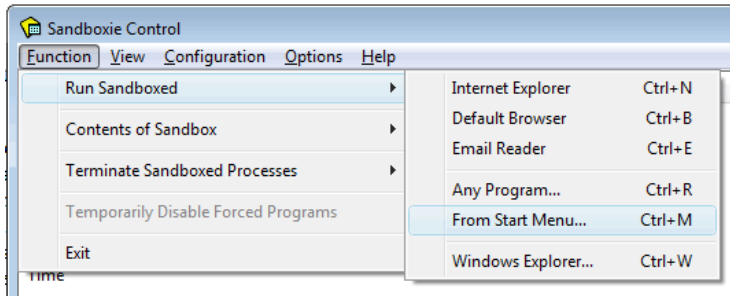 Sandboxie Control
Function View Configuration Options Help
Run Sandboxed
Contents of Sandbox
Terminate Sandboxed Processes
Temporarily Disable Forced Programs
Exit
Internet Explorer Ctrl+N
Default Browser Ctrl+B
Email Reader Ctrl+E
Any Program... Ctrl+R
From Start Menu... Ctrl+M
Windows Explorer... Ctrl+W
Time